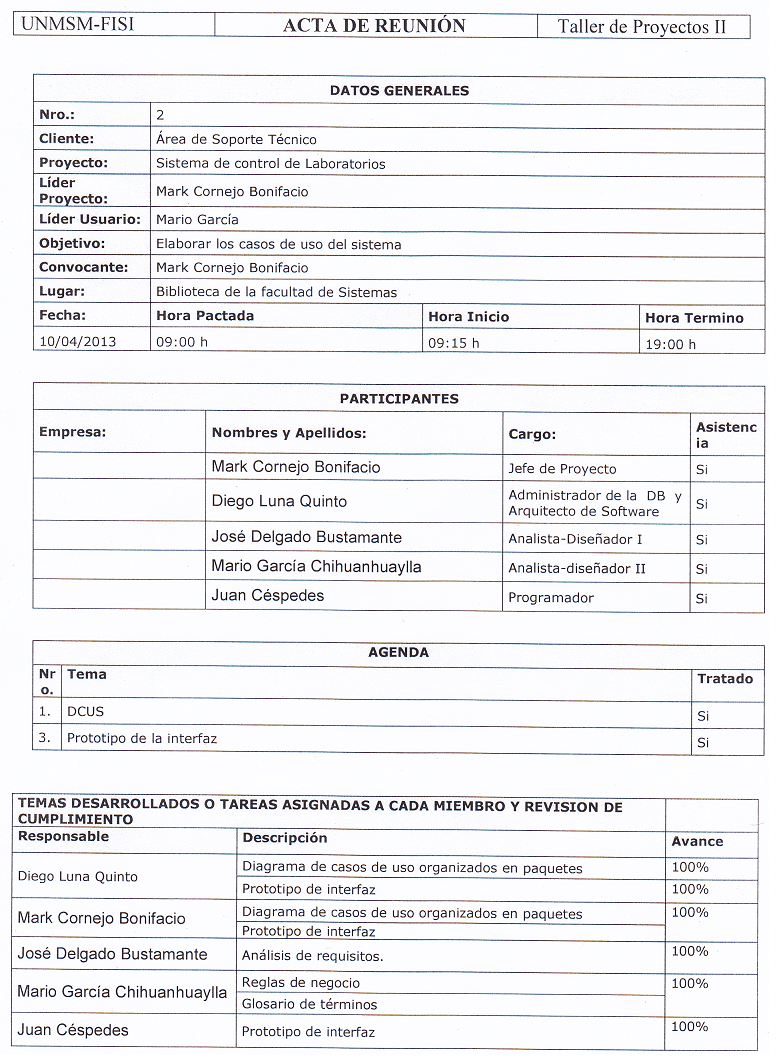 UNMSM-FISI ACTA DE REUNIÓN Taller de Proyectos II
DATOS GENERALES
Nro.: 2
Cliente: Área de Soporte Técnico
Proyecto: Sistema de control de Laboratorios
Líder
Proyecto: Mark Cornejo Bonifacio
Líder Usuario: Mario García
Objetivo: Elaborar los casos de uso del sistema
Convocante: Mark Cornejo Bonifacio
Lugar: Biblioteca de la facultad de Sistemas
Fecha: Hora Pactada Hora Inicio Hora Termino
10/04/2013 09:00 h 09:15 h 19:00 h
PARTICIPANTES
Empresa: Nombres y Apellidos: Cargo: Asistenc
ia
Mark Cornejo Bonifacio Jefe de Proyecto Si
Diego Luna Quinto Administrador de la DB y
Arquitecto de Software Si
José Delgado Bustamante Analista-Diseñador I Si
Mario García Chihuanhuaylla Analista-diseñador II Si
Juan Céspedes Programador Si
AGENDA
Nr
o. Tema Tratado
1. DCUS Si
3. Prototipo de la interfaz Si
TEMAS DESARROLLADOS O TAREAS ASIGNADAS A CADA MIEMBRO Y REVISION DE
CUMPLIMIENTO
Responsable Descripción Avance
Diego Luna Quinto Diagrama de casos de uso organizados en paquetes 100%
Prototipo de interfaz 100%
Mark Cornejo Bonifacio Diagrama de casos de uso organizados en paquetes 100%
Prototipo de interfaz
José Delgado Bustamante Análisis de requisitos. 100%
Mario García Chihuanhuaylla Reglas de negocio 100%
Glosario de términos
Juan Céspedes Prototipo de interfaz 100%